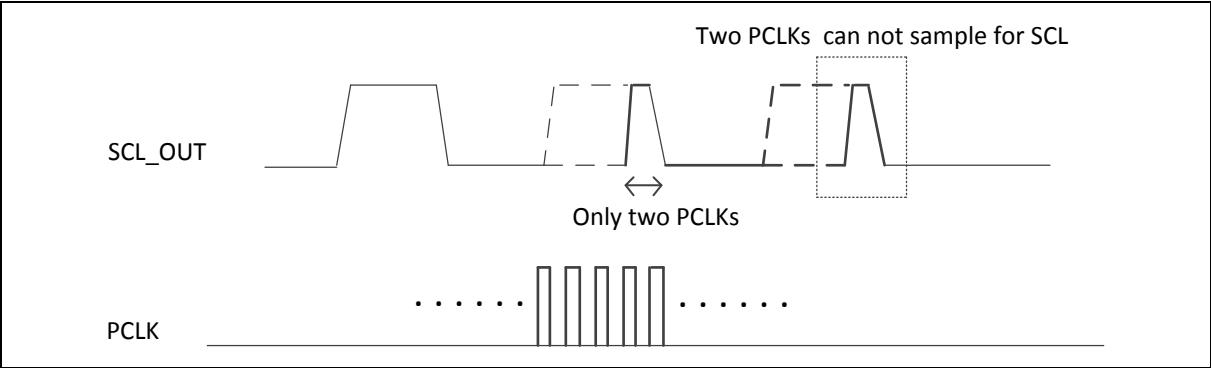 Two PCLKs can not sample for SCL
SCL_OUT
Only two PCLKs
PCLK